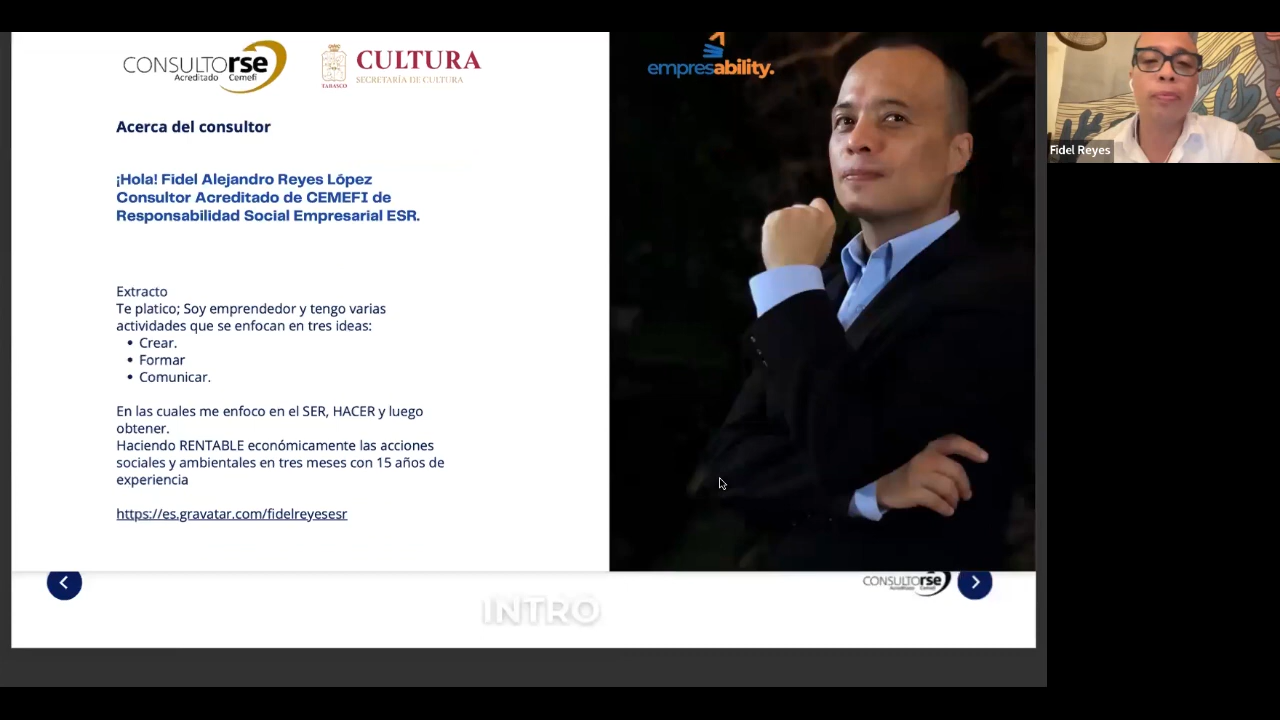 CONSULTORSE
Acreditado Cemefi
TABASCO
CULTURA
SECRETARÍA DE CULTURA
empresability.
Fidel Reyes
Acerca del consultor
¡Hola! Fidel Alejandro Reyes López
Consultor Acreditado de CEMEFI de
Responsabilidad Social Empresarial ESR.
Extracto
Te platico; Soy emprendedor y tengo varias
actividades que se enfocan en tres ideas:
• Crear.
• Formar
• Comunicar.
En las cuales me enfoco en el SER, HACER y luego
obtener.
Haciendo RENTABLE económicamente las acciones
sociales y ambientales en tres meses con 15 años de
experiencia
https://es.gravatar.com/fidelreyesesr
CONSULTORSE
Acreditado Cemefi
INTRO